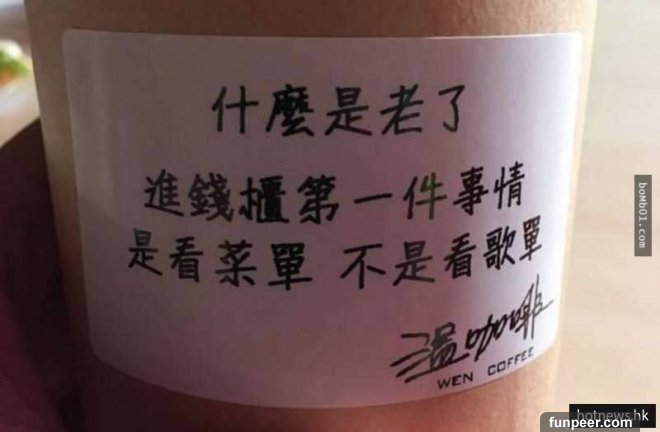 什麼是老了
進錢櫃第一件事情
是看菜單 不是看歌單
溫咖啡
WEN COFFEE
boMb01.com
hotnews.hk
funpeer.com